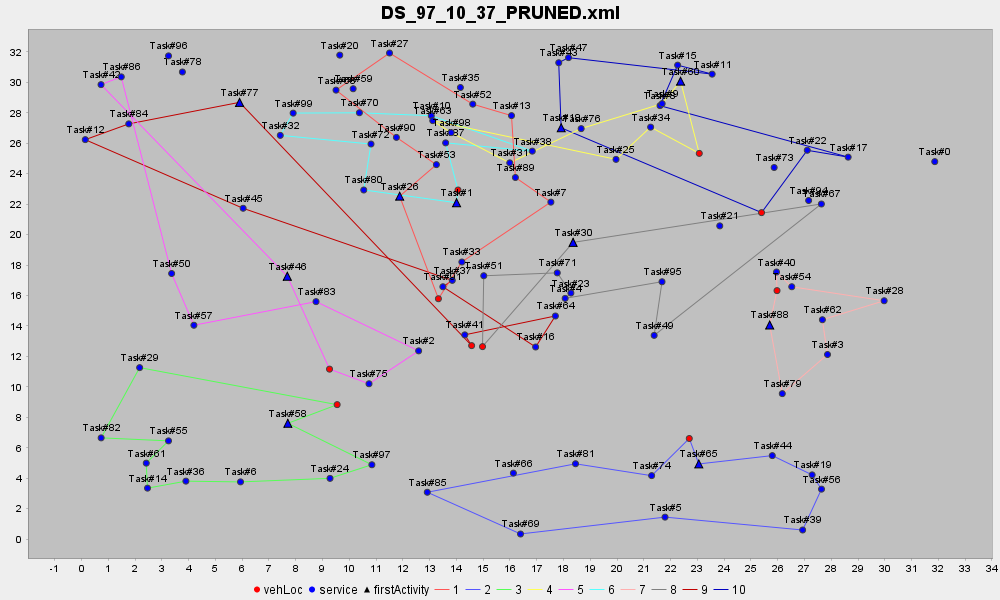 DS_97_10_37_PRUNED.xml
32
30
28
26
24
22
20
18
16
14
12
10
8
6
4
2
0
Task#96
Task#20
Task#27
Task#47
Task#15
Task#11
Task#86
Task#42
Task#78
Task#59
Task#35
Task#60
Task#77
Task#52
Task#99
Task#70
Task#10
Task#63
Task#13
Task#84
Task#12
Task#32
Task#72
Task#90
Task#98
Task#76
Task#34
Task#38
Task#31
Task#25
Task#22
Task#17
Task#53
Task#89
Task#73
Task#0
Task#80
Task#26
Task#1
Task#7
Task#94
Task#67
Task#45
Task#21
Task#30
Task#33
Task#46
Task#50
Task#37
Task#51
Task#71
Task#40
Task#54
Task#95
Task#23
Task#28
Task#83
Task#57
Task#64
Task#41
Task#16
Task#49
Task#88
Task#62
Task#2
Task#3
Task#29
Task#75
Task#79
Task#58
Task#82
Task#55
Task#61
Task#97
Task#14
Task#36
Task#6
Task#24
Task#66
Task#81
Task#74
Task#65
Task#44
Task#19
Task#56
Task#85
Task#69
Task#5
Task#39
-1 0 1 2 3 4 5 6 7 8 9 10 11 12 13 14 15 16 17 18 19 20 21 22 23 24 25 26 27 28 29 30 31 32 33 34
vehLoc service firstActivity 1 2 3 4 5 6 7 8 9 10